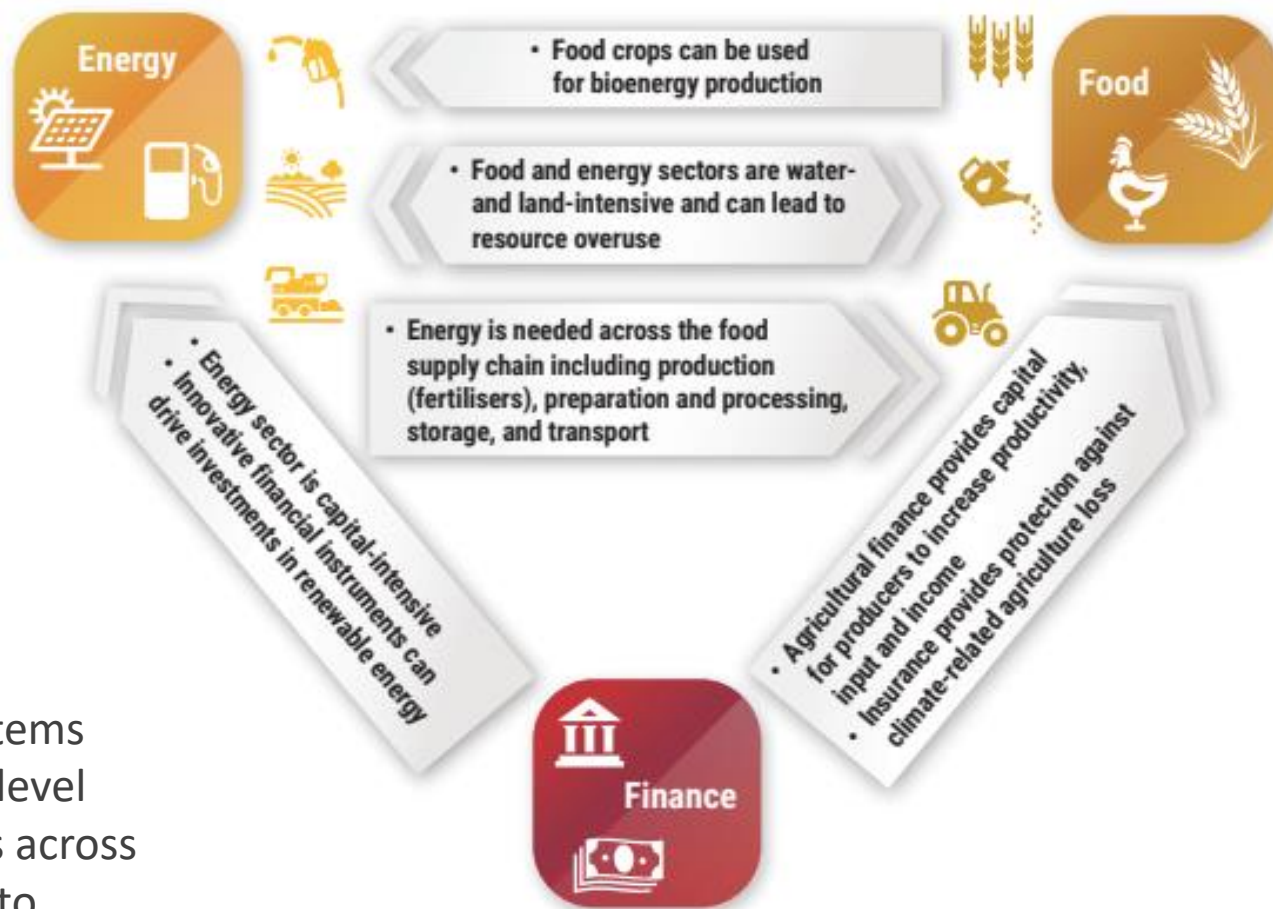 Energy
• Food crops can be used
for bioenergy production
Food
• Food and energy sectors are water-
and land-intensive and can lead to
resource overuse
• Energy is needed across the food
supply chain including production
(fertilisers), preparation and processing,
storage, and transport
• Energy sector is capital-intensive
• Innovative financial instruments can
drive investments in renewable energy
• Agricultural finance provides capital
for producers to increase productivity,
input and income
• Insurance provides protection against
climate-related agriculture loss
Finance
tems
level
s across
to